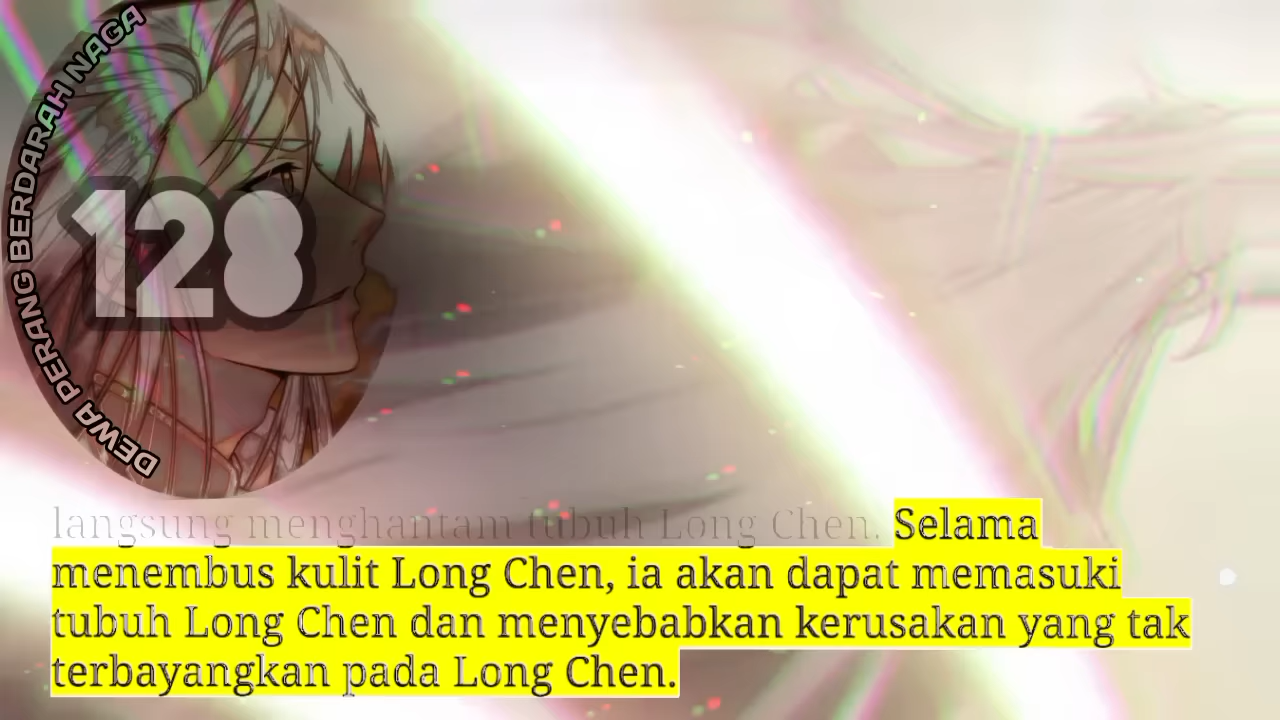 DEWA PERANG BERDARAH NAGA
128
langsung menghantam tubuh Long Chen. Selama
menembus kulit Long Chen, ia akan dapat memasuki
tubuh Long Chen dan menyebabkan kerusakan yang tak
terbayangkan pada Long Chen.